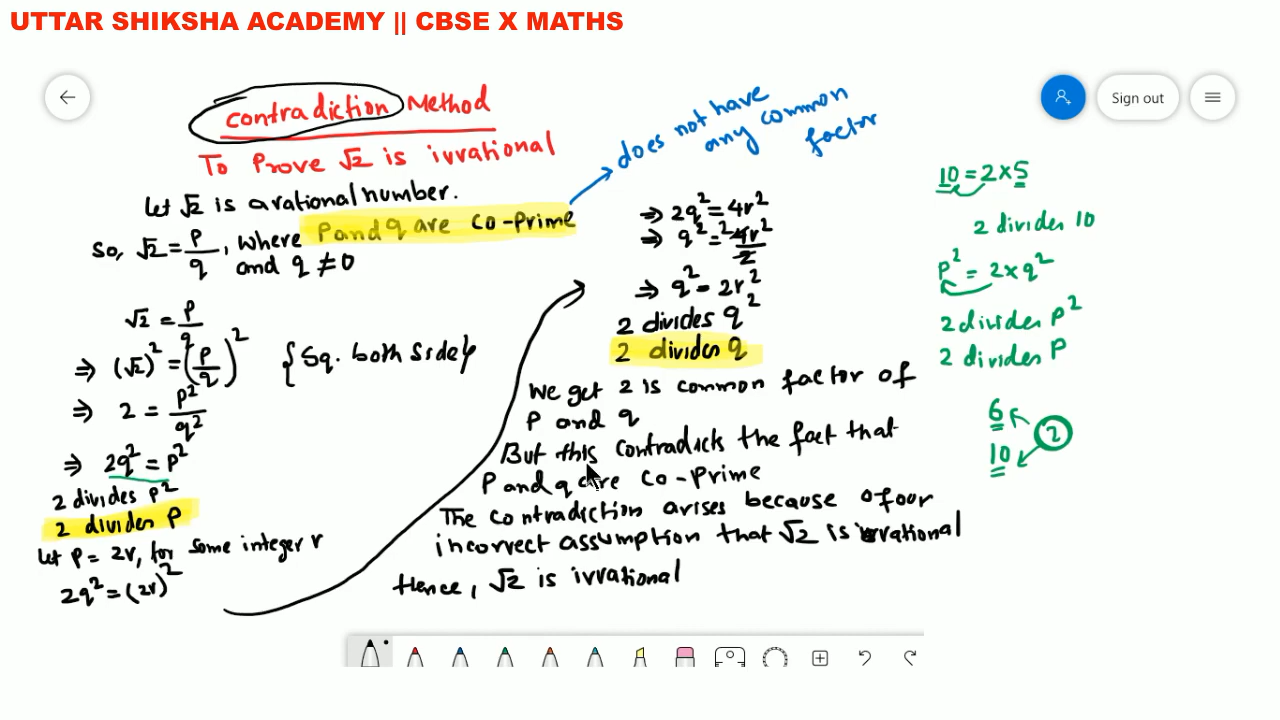 UTTAR SHIKSHA ACADEMY || CBSE X MATHS
Sign out
Contradiction Method
To Prove √2 is irrational
does not have
any common
factor
Let √2 is a rational number.
So, √2 = P/q, where P and q are Co-Prime
and q ≠ 0
√2 = P/q
⇒ (√2)² = (P/q)² {Sq. both side}
⇒ 2 = P²/q²
⇒ 2q² = P²
2 divides P²
2 divides P
Let P = 2r, for some integer r
2q² = (2r)²
⇒ 2q² = 4r²
⇒ q² = ²4r²/2
⇒ q² = 2r²
2 divides q²
2 divides q
We get 2 is common factor of
P and q
But this contradicts the fact that
P and q are Co-Prime
The contradiction arises because of our
incorrect assumption that √2 is rational
Hence, √2 is irrational
10 = 2 × 5
2 divides 10
P² = 2 × q²
2 divides P²
2 divides P
6
2
10